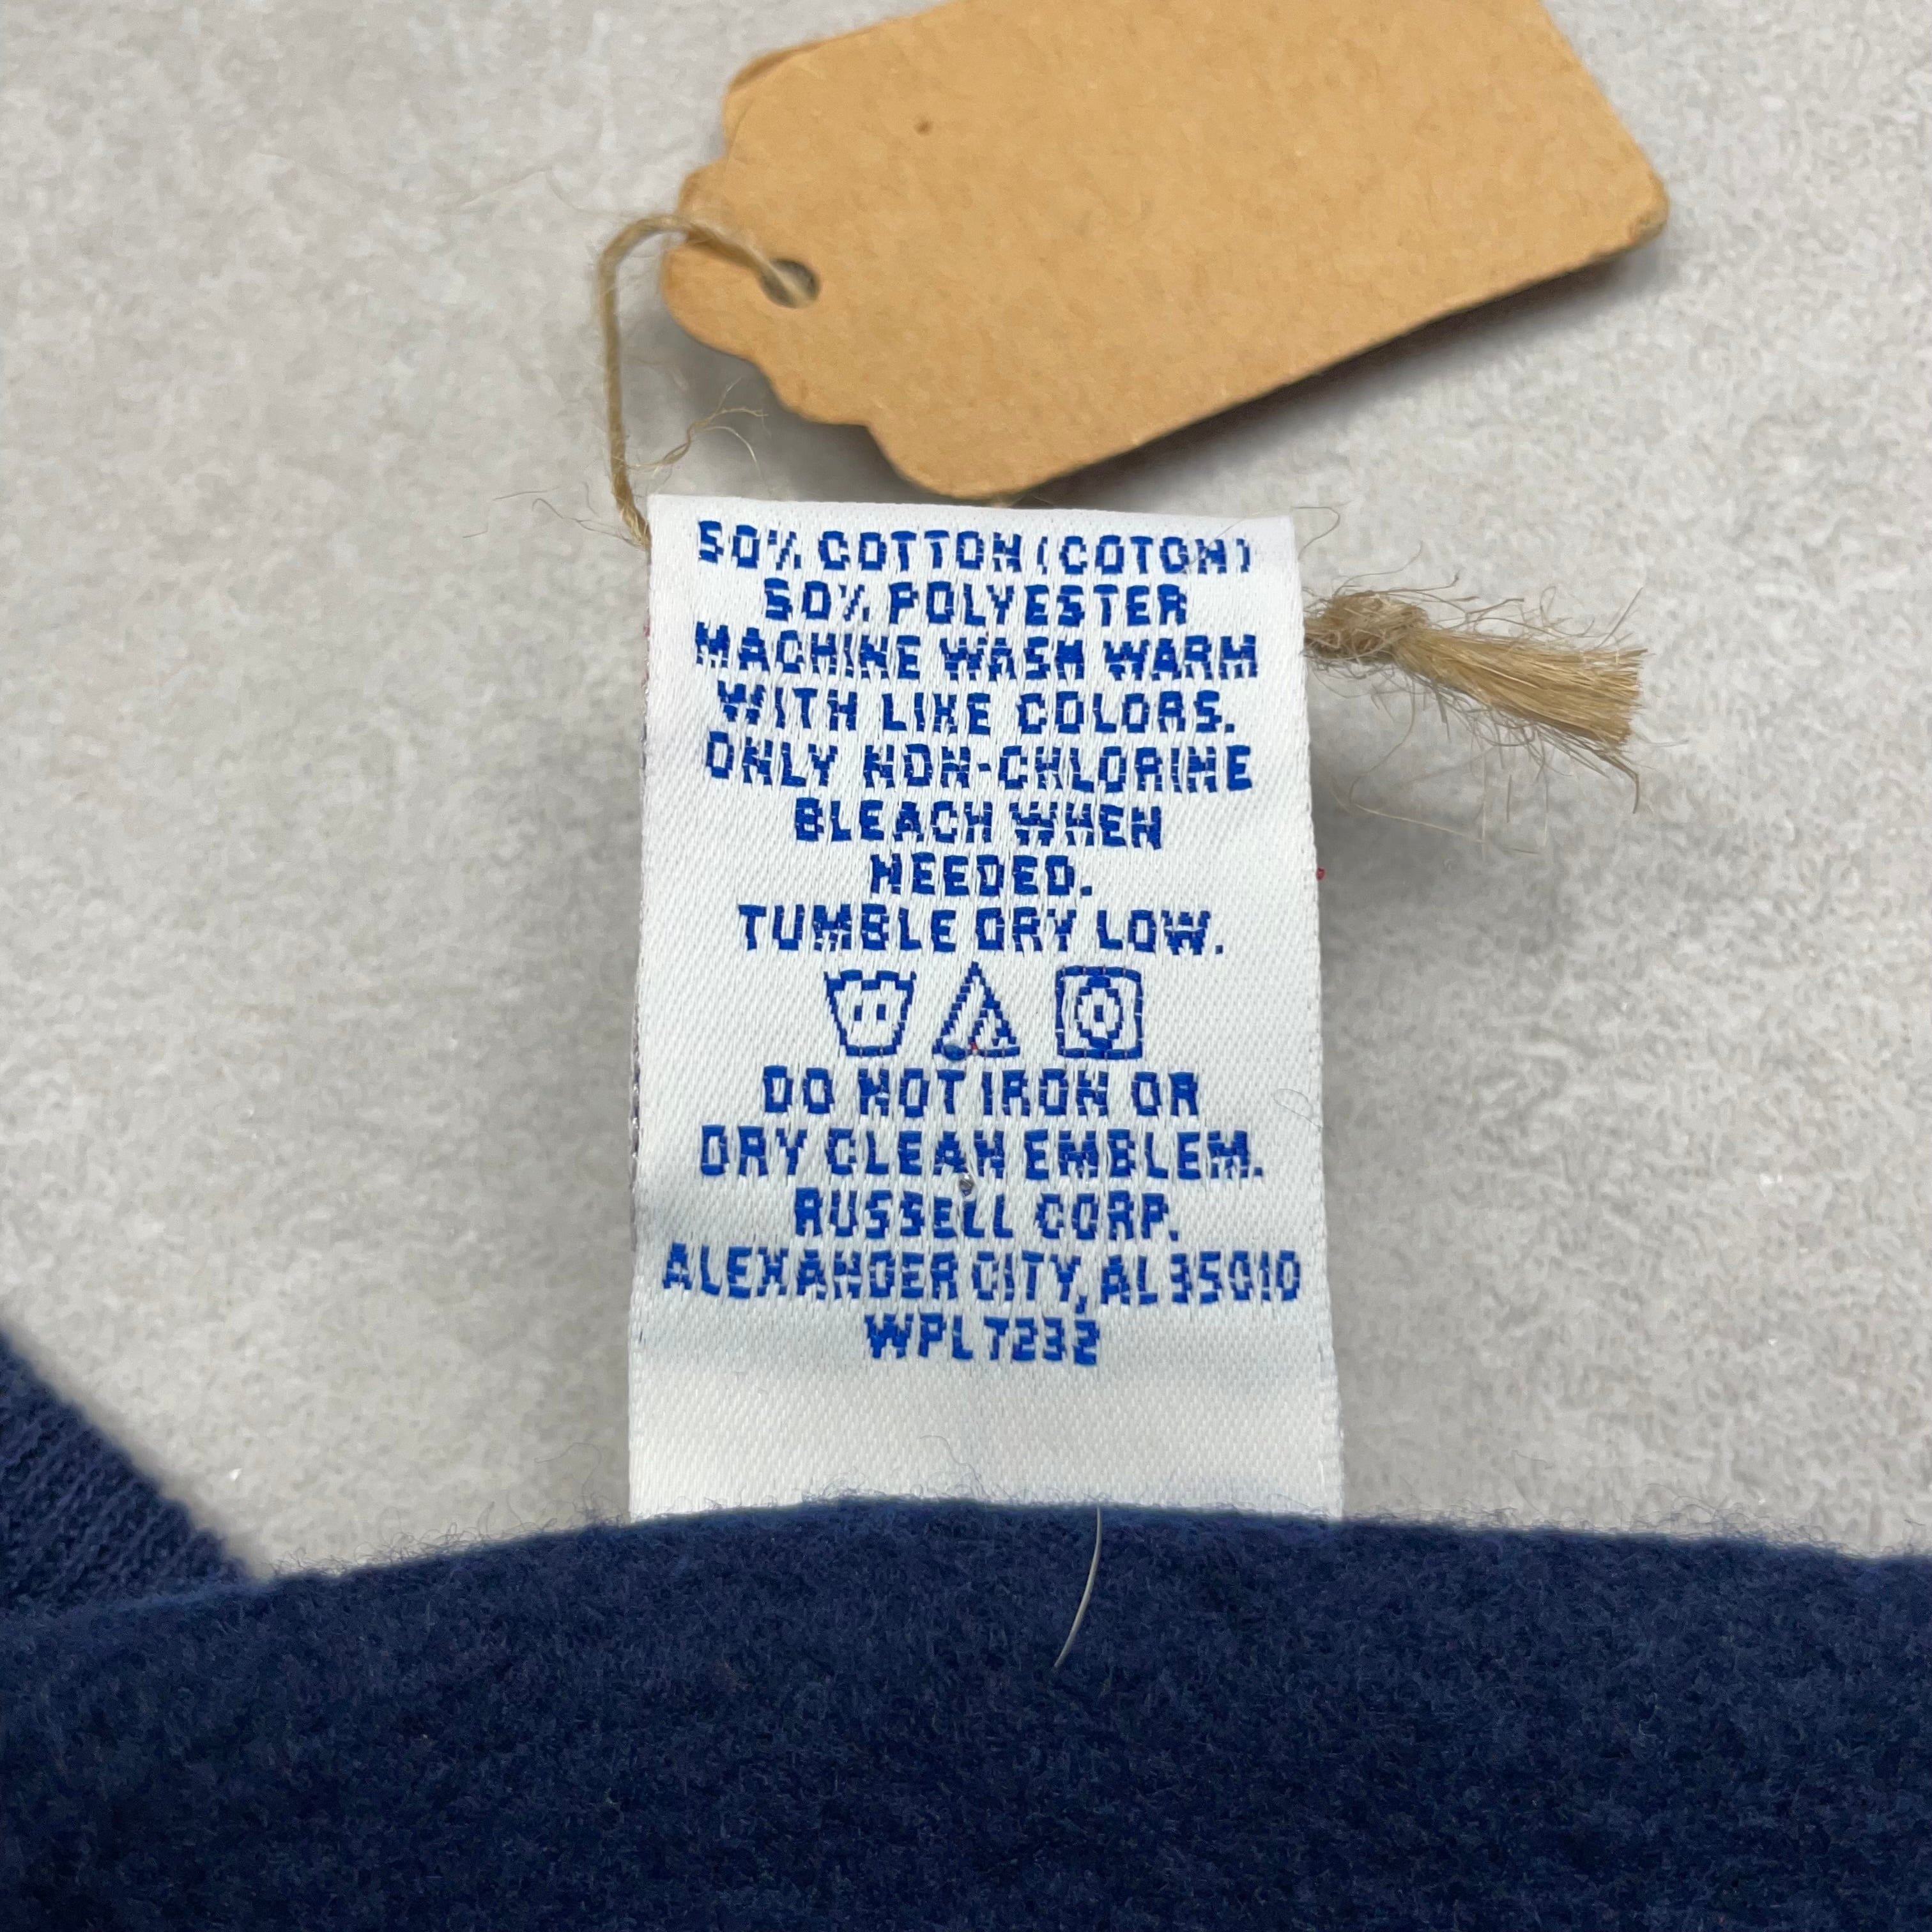 50% COTTON (COTON)
50% POLYESTER
MACHINE WASH WARM
WITH LIKE COLORS.
ONLY NON-CHLORINE
BLEACH WHEN
NEEDED.
TUMBLE DRY LOW.
DO NOT IRON OR
DRY CLEAN EMBLEM.
RUSSELL CORP.
ALEXANDER CITY, AL 35010
WPL 7232